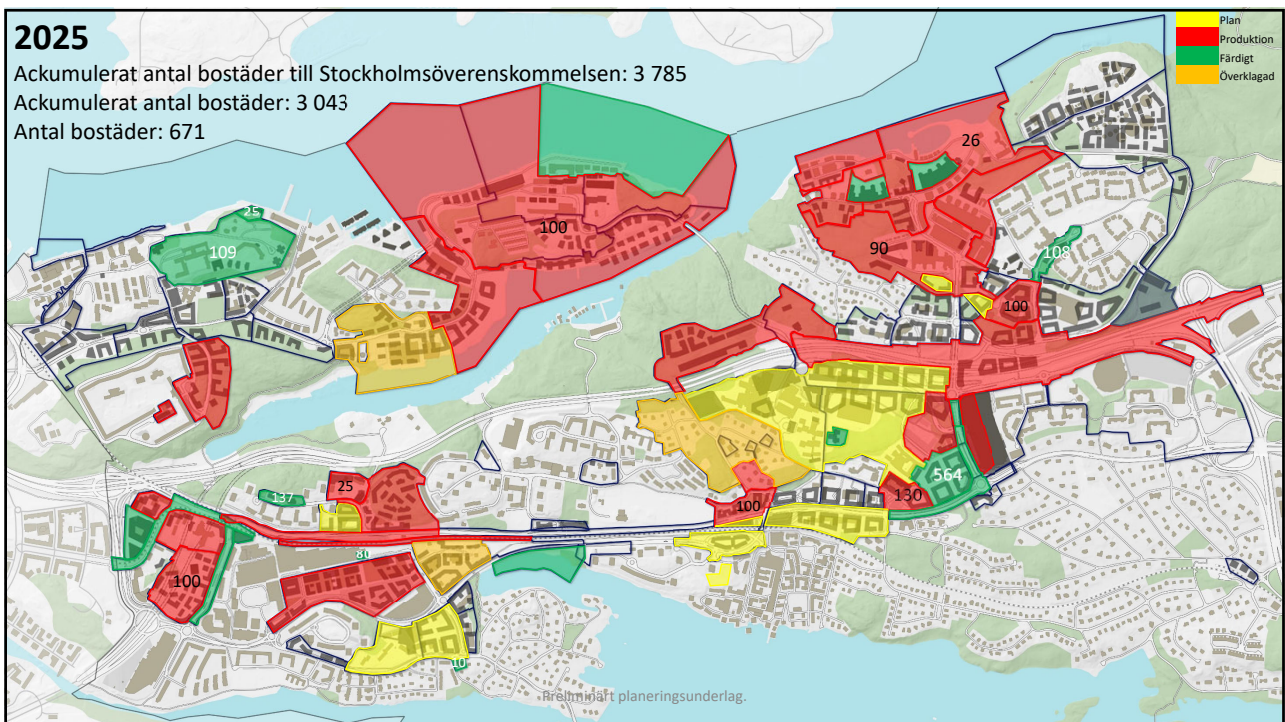 2025
Ackumulerat antal bostäder till Stockholmsöverenskommelsen: 3 785
Ackumulerat antal bostäder: 3 043
Antal bostäder: 671
Plan
Produktion
Färdigt
Överklagad
26
25
109
100
90
108
100
564
130
100
25
137
80
100
10
Preliminärt planeringsunderlag.